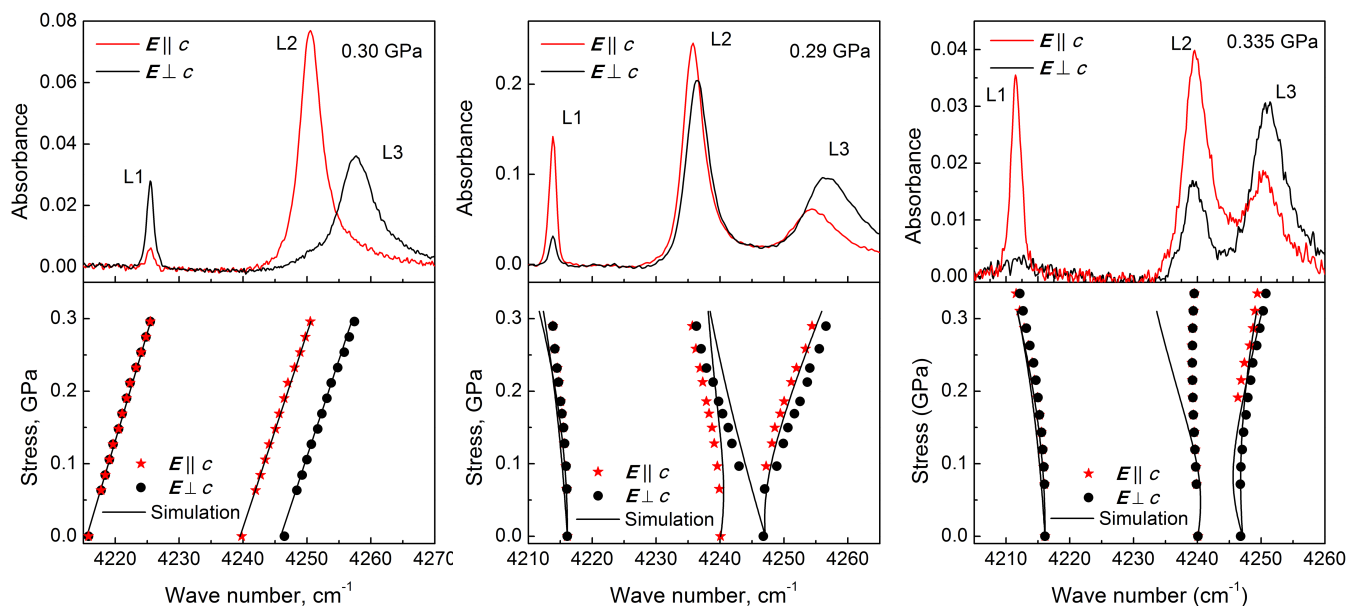 0.08
0.06
0.04
0.02
0.00
Absorbance
E || c
E ⊥ c
L1
L2
L3
0.30 GPa
0.3
0.2
0.1
0.0
Stress, GPa
E || c
E ⊥ c
Simulation
4220 4230 4240 4250 4260 4270
Wave number, cm-1
0.2
0.1
0.0
Absorbance
E || c
E ⊥ c
L1
L2
L3
0.29 GPa
0.3
0.2
0.1
0.0
Stress, GPa
E || c
E ⊥ c
Simulation
4210 4220 4230 4240 4250 4260
Wave number, cm-1
0.04
0.03
0.02
0.01
0.00
Absorbance
E || c
E ⊥ c
L1
L2
L3
0.335 GPa
0.3
0.2
0.1
0.0
Stress (GPa)
E || c
E ⊥ c
Simulation
4210 4220 4230 4240 4250 4260
Wave number (cm-1)